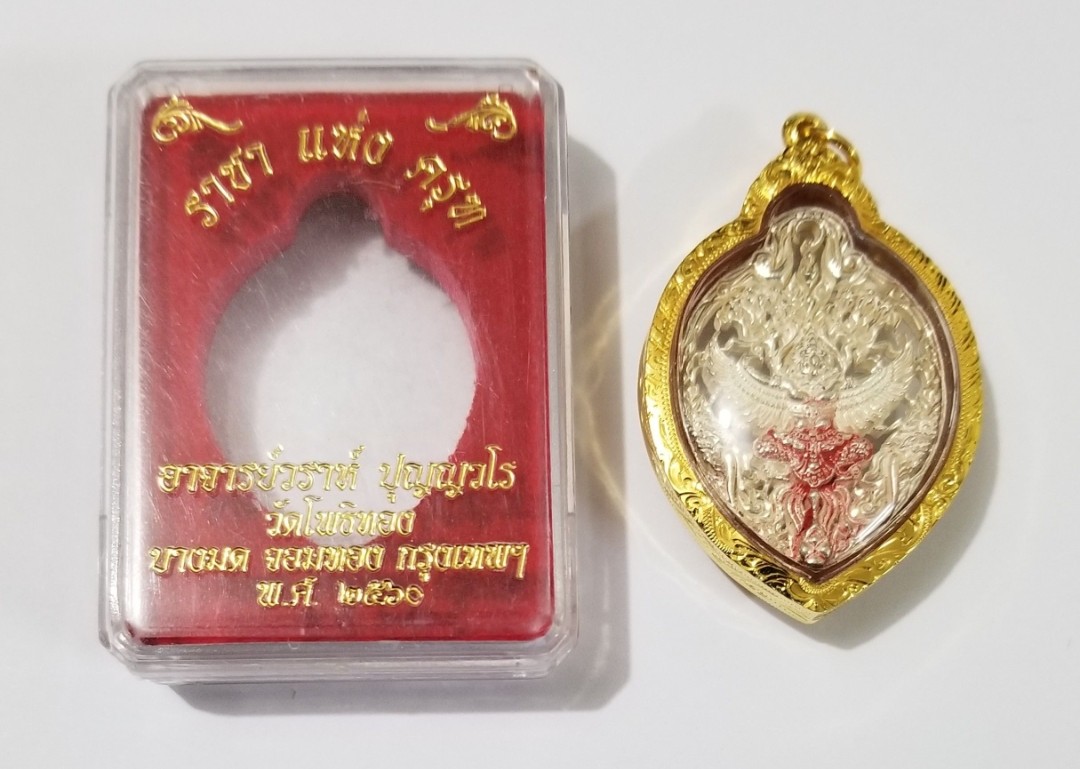 ราชา แห่ง ครุฑ
อาจารย์วราห์ ปุญญวโร
วัดโพธิทอง
บางมด จอมทอง กรุงเทพฯ
พ.ศ. ๒๕๖๐